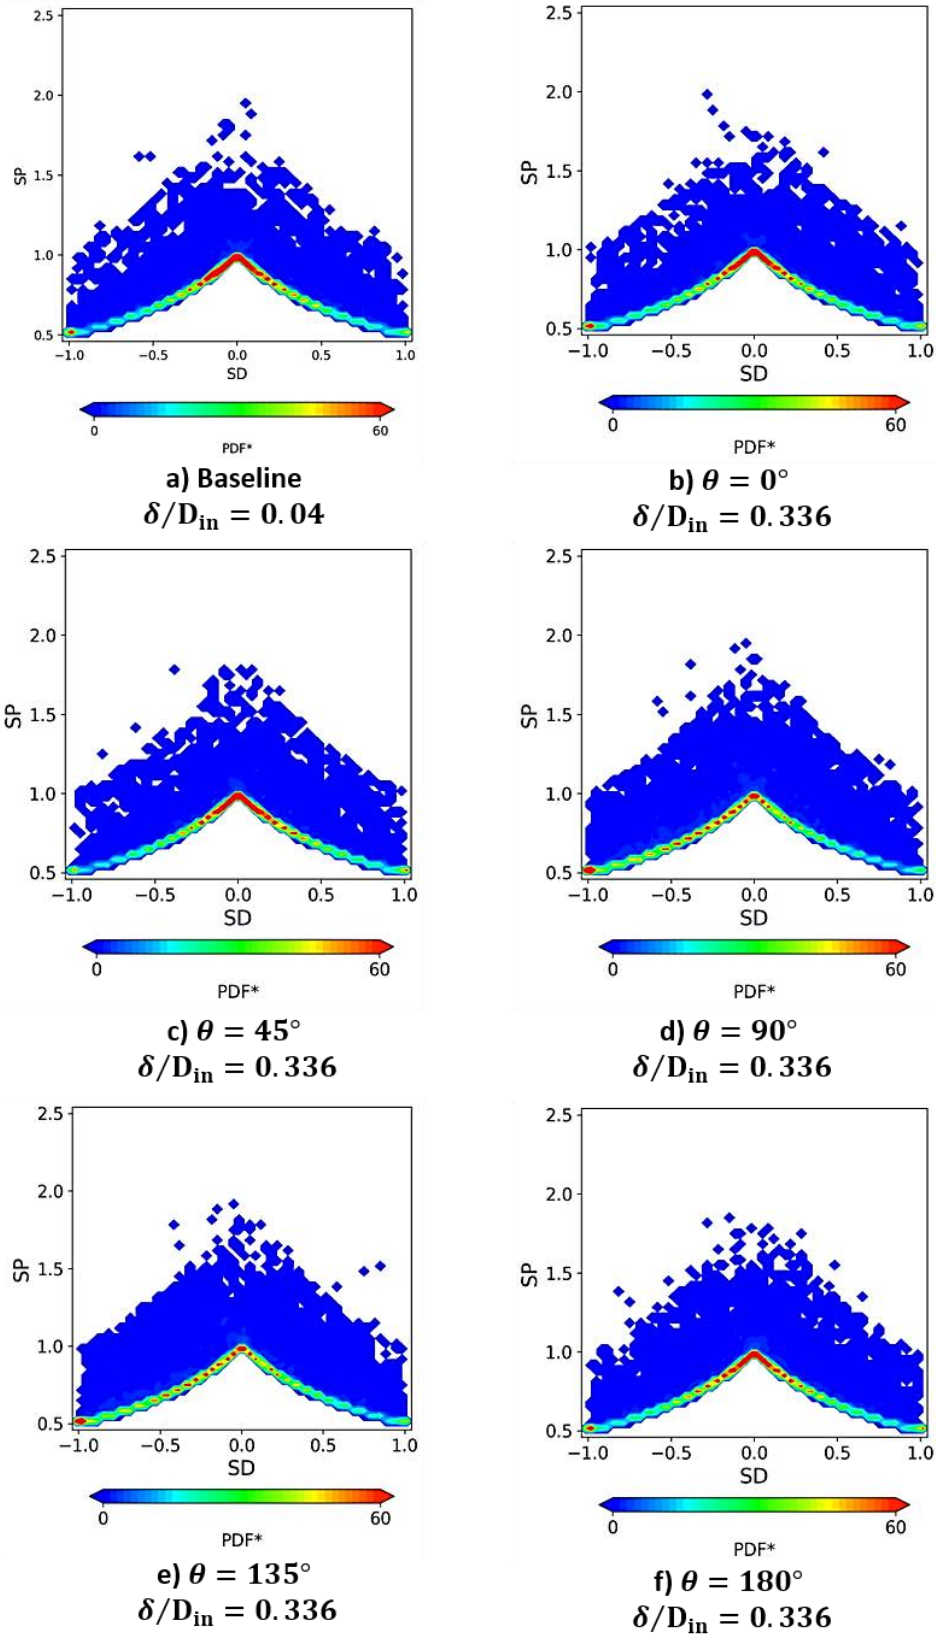 2.5
2.0
1.5
1.0
0.5
SP
−1.0 −0.5 0.0 0.5 1.0
SD
0 60
PDF*
a) Baseline
δ/D_in = 0.04
2.5
2.0
1.5
1.0
0.5
SP
−1.0 −0.5 0.0 0.5 1.0
SD
0 60
PDF*
b) θ = 0°
δ/D_in = 0.336
2.5
2.0
1.5
1.0
0.5
SP
−1.0 −0.5 0.0 0.5 1.0
SD
0 60
PDF*
c) θ = 45°
δ/D_in = 0.336
2.5
2.0
1.5
1.0
0.5
SP
−1.0 −0.5 0.0 0.5 1.0
SD
0 60
PDF*
d) θ = 90°
δ/D_in = 0.336
2.5
2.0
1.5
1.0
0.5
SP
−1.0 −0.5 0.0 0.5 1.0
SD
0 60
PDF*
e) θ = 135°
δ/D_in = 0.336
2.5
2.0
1.5
1.0
0.5
SP
−1.0 −0.5 0.0 0.5 1.0
SD
0 60
PDF*
f) θ = 180°
δ/D_in = 0.336